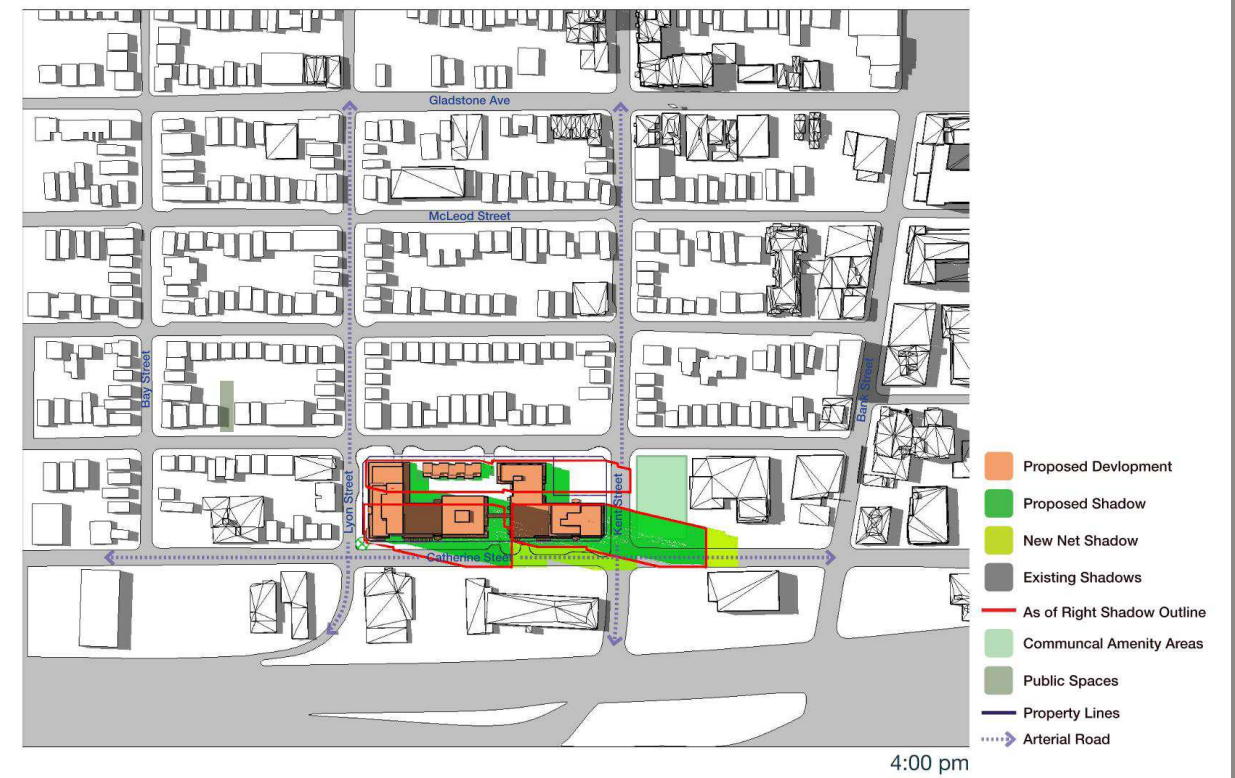 Gladstone Ave
McLeod Street
Bay Street
Bank Street
Lyon Street
Kent Street
Catherine Steet
Proposed Devlopment
Proposed Shadow
New Net Shadow
Existing Shadows
As of Right Shadow Outline
Communcal Amenity Areas
Public Spaces
Property Lines
Arterial Road
4:00 pm